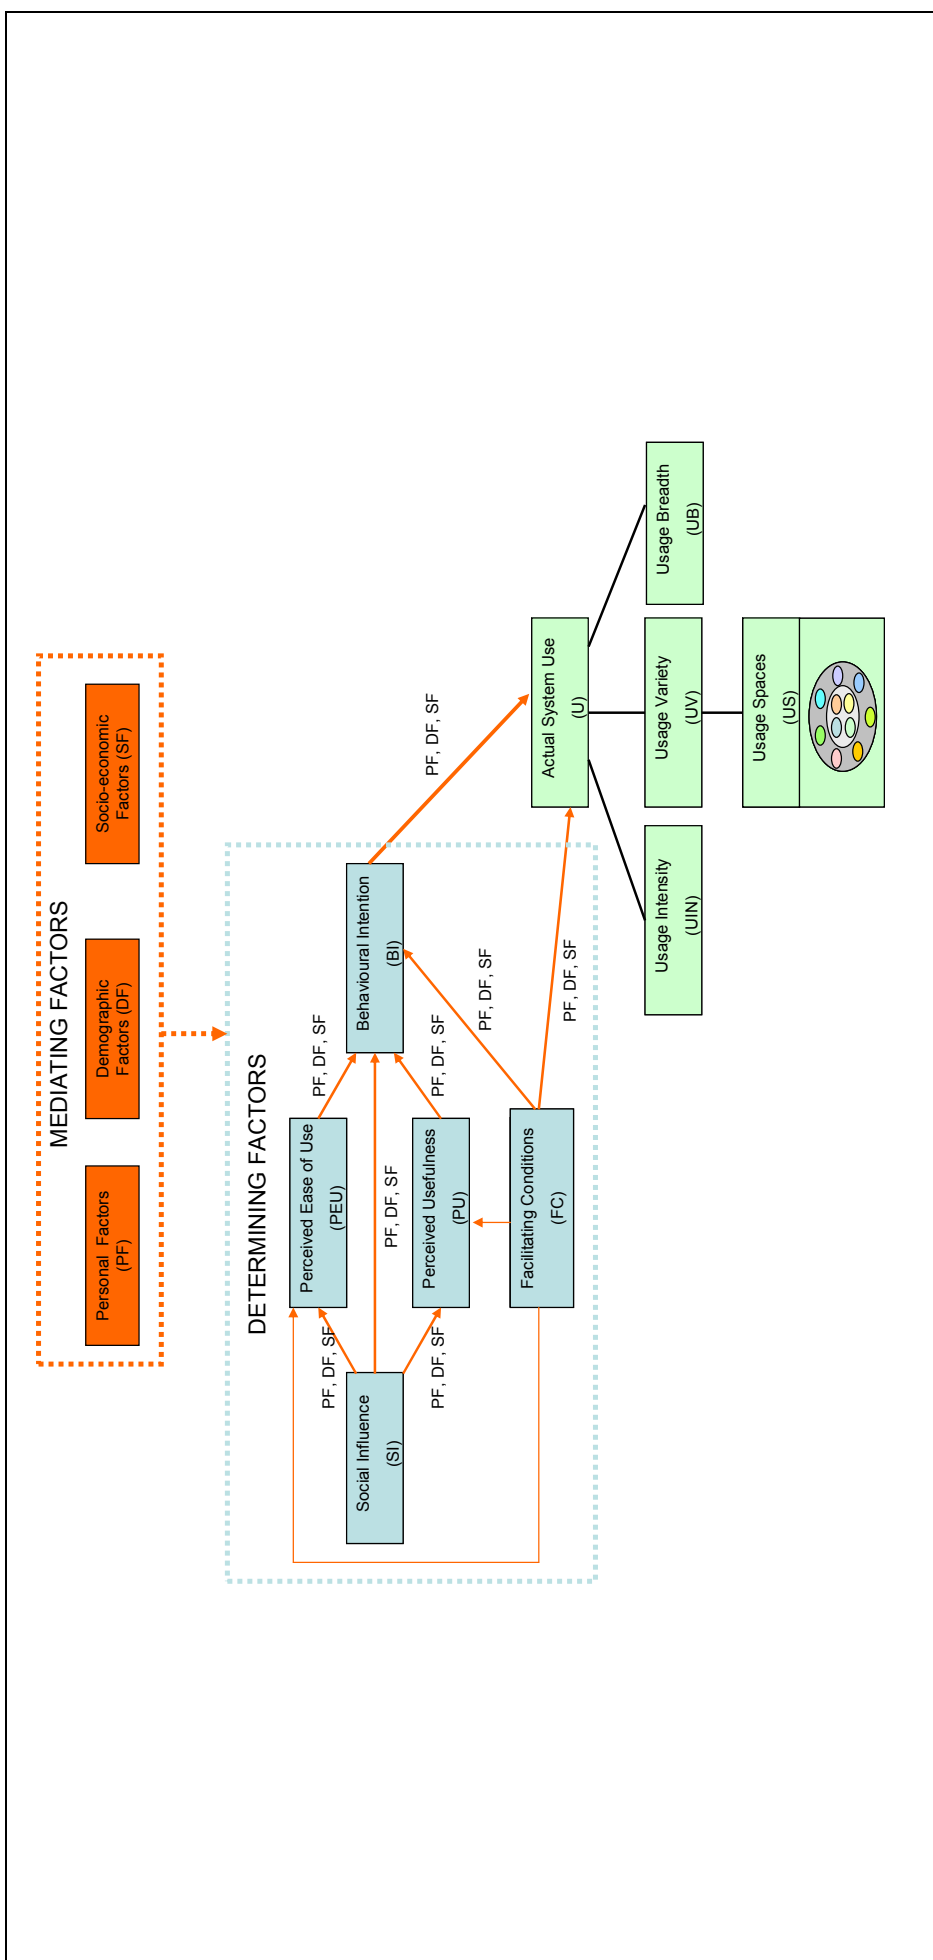 MEDIATING FACTORS
Personal Factors
(PF)
Demographic
Factors (DF)
Socio-economic
Factors (SF)
DETERMINING FACTORS
Perceived Ease of Use
(PEU)
PF, DF, SF
PF, DF, SF
Social Influence
(SI)
Behavioural Intention
(BI)
PF, DF, SF
PF, DF, SF
PF, DF, SF
PF, DF, SF
Perceived Usefulness
(PU)
PF, DF, SF
PF, DF, SF
Facilitating Conditions
(FC)
PF, DF, SF
Actual System Use
(U)
Usage Intensity
(UIN)
Usage Variety
(UV)
Usage Breadth
(UB)
Usage Spaces
(US)